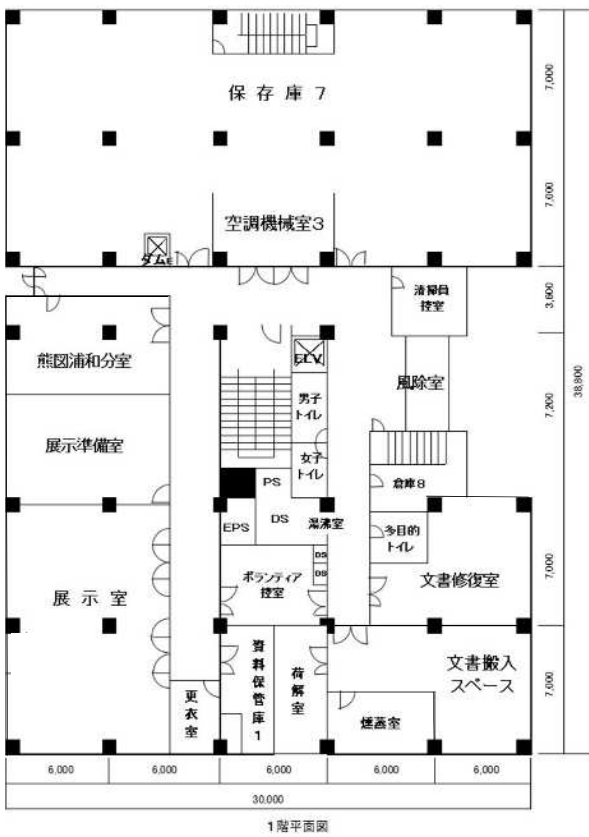 保存庫7
7,000
7,000
空調機械室3
ダムE
清掃員
控室
3,600
熊図浦和分室
ELV
風除室
男子
トイレ
7,200
38,800
展示準備室
女子
トイレ
PS
倉庫8
EPS
DS
湯沸室
多目的
トイレ
DS
DS
展示室
ボランティア
控室
文書修復室
7,000
資料保管庫1
荷解室
文書搬入
スペース
更衣室
燻蒸室
7,000
6,000
6,000
6,000
6,000
6,000
30,000
1階平面図